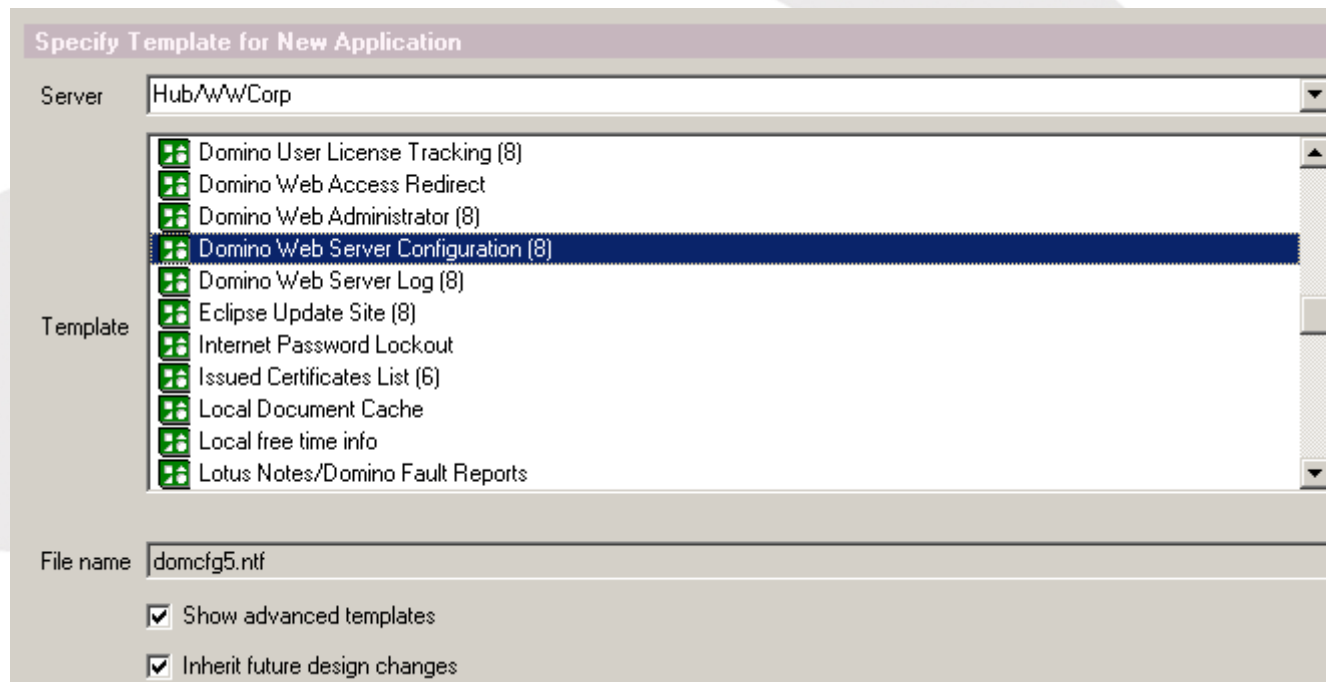 Specify Template for New Application
Server Hub/WWCorp
Domino User License Tracking (8)
Domino Web Access Redirect
Domino Web Administrator (8)
Domino Web Server Configuration (8)
Domino Web Server Log (8)
Eclipse Update Site (8)
Template
Internet Password Lockout
Issued Certificates List (6)
Local Document Cache
Local free time info
Lotus Notes/Domino Fault Reports
File name domcfg5.ntf
Show advanced templates
Inherit future design changes